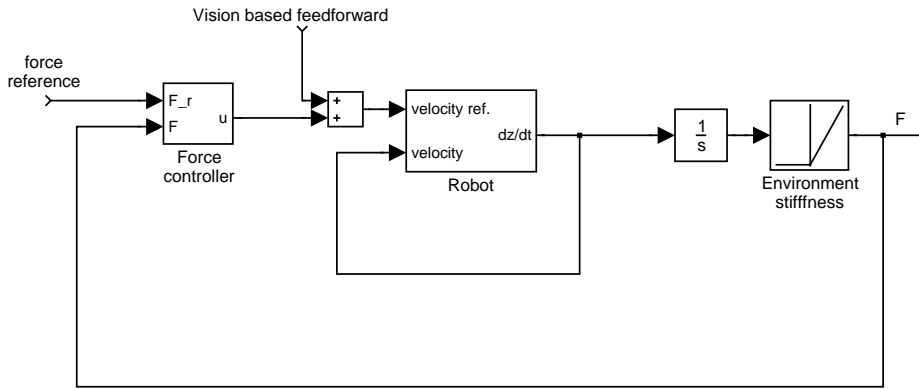 Vision based feedforward
force
reference
F_r
F
u
Force
controller
+
+
velocity ref.
velocity
dz/dt
Robot
1
s
Environment
stifffness
F